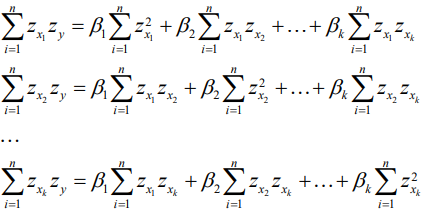 $\sum_{i=1}^{n} z_{x_1} z_y = \beta_1 \sum_{i=1}^{n} z_{x_1}^2 + \beta_2 \sum_{i=1}^{n} z_{x_1} z_{x_2} + \ldots + \beta_k \sum_{i=1}^{n} z_{x_1} z_{x_k}$
$\sum_{i=1}^{n} z_{x_2} z_y = \beta_1 \sum_{i=1}^{n} z_{x_1} z_{x_2} + \beta_2 \sum_{i=1}^{n} z_{x_2}^2 + \ldots + \beta_k \sum_{i=1}^{n} z_{x_2} z_{x_k}$
...
$\sum_{i=1}^{n} z_{x_k} z_y = \beta_1 \sum_{i=1}^{n} z_{x_1} z_{x_k} + \beta_2 \sum_{i=1}^{n} z_{x_2} z_{x_k} + \ldots + \beta_k \sum_{i=1}^{n} z_{x_k}^2$